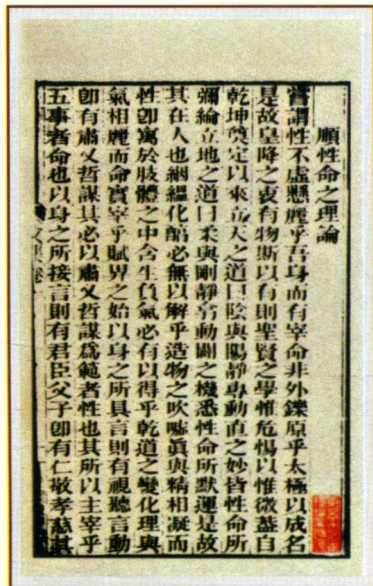 順性命之理論
嘗謂性不虛懸麗乎吾身而有宰命非外鑠原乎太極以成名
是故皇降之衷有物斯以有則聖賢之學惟危惕以惟微蓋自
乾坤奠定以來立天之道曰陰與陽靜專動直之妙皆性命所
彌綸立地之道曰柔與剛靜翕動闢之機悉性命所默運是故
其在人也絪縕化醇必無以解乎造物之吹噓眞與精相凝而
性卽寓於肢體之中含生負氣必有以得乎乾道之變化理與
氣相麗而命實宰乎賦畀之始以身之所具言則有視聽言動
卽有肅乂哲謀其必以肅乂哲謀爲範者性也其所以主宰乎
五事者命也以身之所接言則有君臣父子卽有仁敬孝慈其